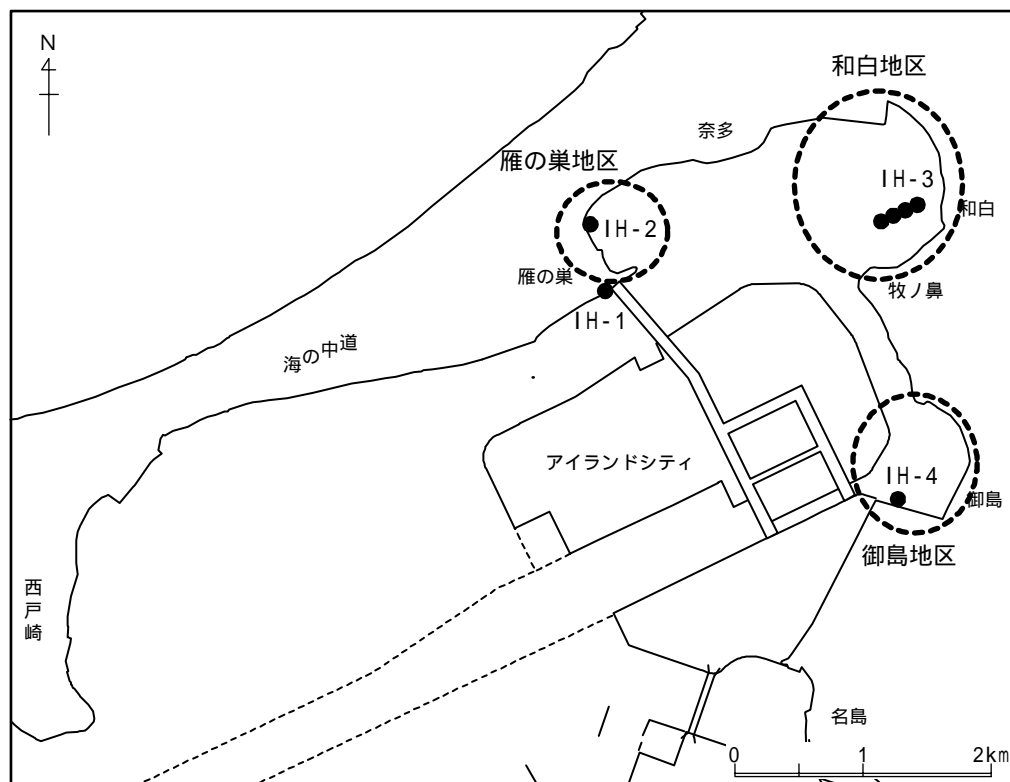 N
和白地区
奈多
雁の巣地区
IH-3
和白
IH-2
雁の巣
牧ノ鼻
IH-1
海の中道
アイランドシティ
IH-4
御島
御島地区
西戸崎
名島
0 1 2km